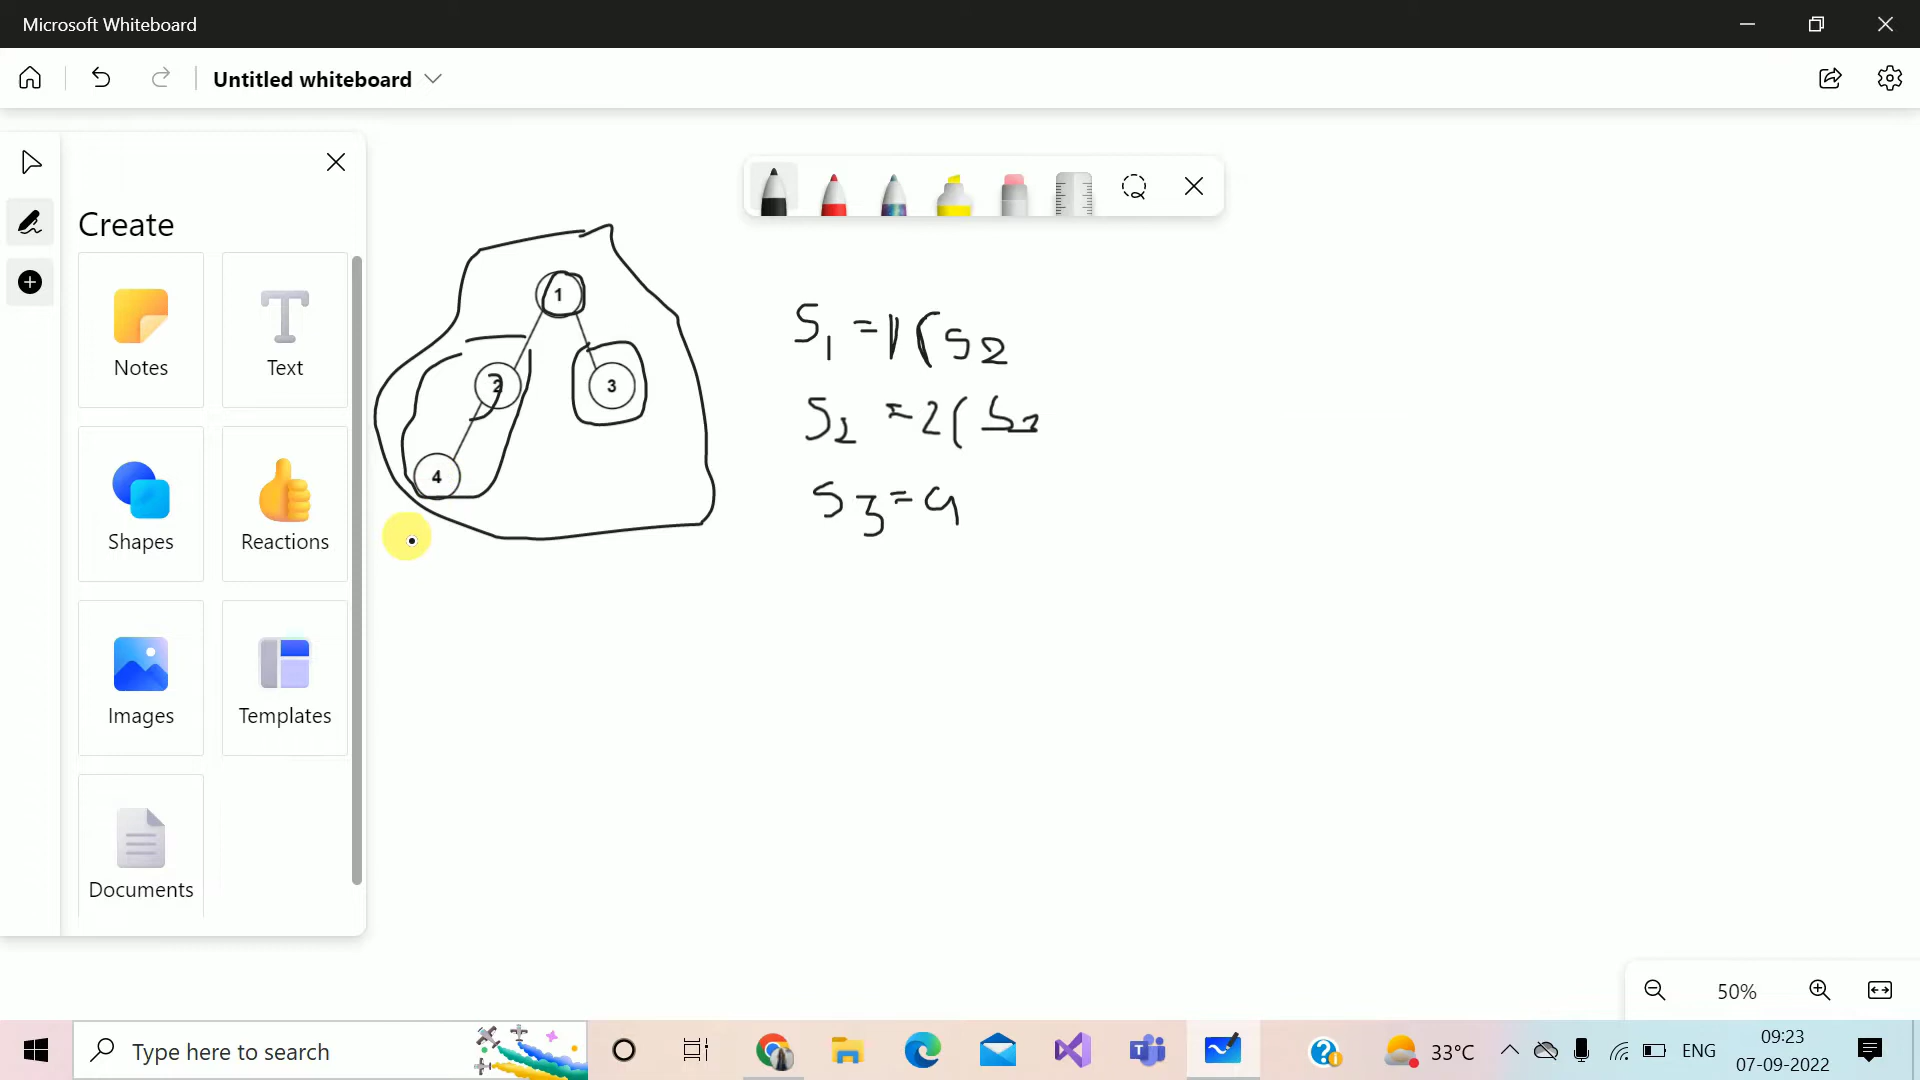 Microsoft Whiteboard
Untitled whiteboard
Create
Notes
Text
Shapes
Reactions
Images
Templates
Documents
1
2
3
4
S1 = 1(S2
S2 = 2(S3
S3 = 4
50%
Type here to search
33°C
ENG
09:23
07-09-2022